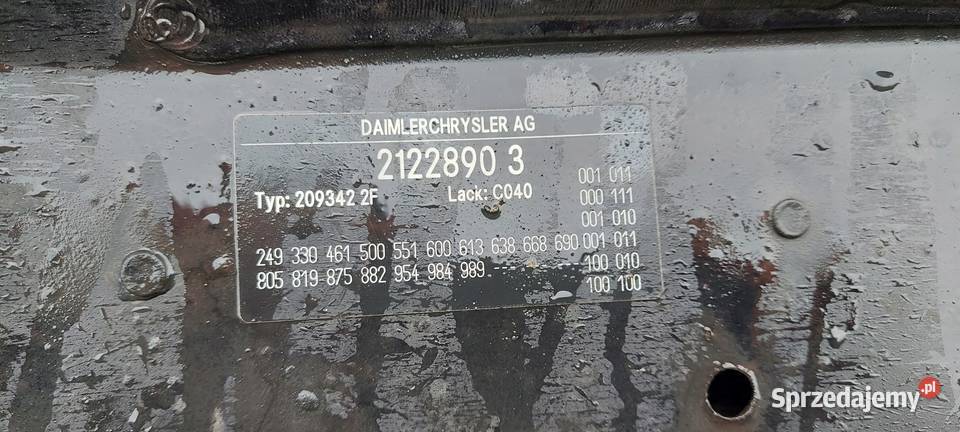 DAIMLERCHRYSLER AG
2122890 3
Typ: 209342 2F Lack: C040
001 011
000 111
001 010
249 330 461 500 551 600 613 638 668 690 001 011
805 819 875 882 954 984 989 100 010
100 100
Sprzedajemy.pl